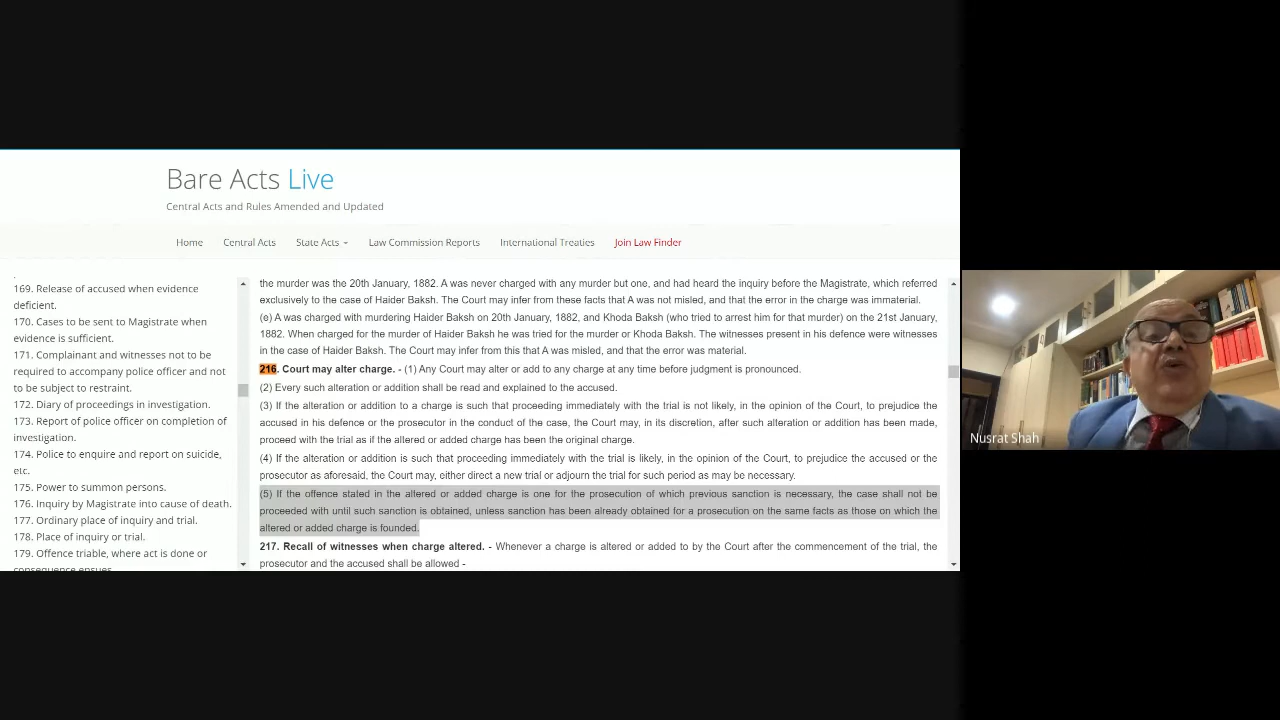 Bare Acts Live
Central Acts and Rules Amended and Updated
Home Central Acts State Acts Law Commission Reports International Treaties Join Law Finder
.
169. Release of accused when evidence
deficient.
170. Cases to be sent to Magistrate when
evidence is sufficient.
171. Complainant and witnesses not to be
required to accompany police officer and not
to be subject to restraint.
172. Diary of proceedings in investigation.
173. Report of police officer on completion of
investigation.
174. Police to enquire and report on suicide,
etc.
175. Power to summon persons.
176. Inquiry by Magistrate into cause of death.
177. Ordinary place of inquiry and trial.
178. Place of inquiry or trial.
179. Offence triable, where act is done or
consequence ensues.
the murder was the 20th January, 1882. A was never charged with any murder but one, and had heard the inquiry before the Magistrate, which referred
exclusively to the case of Haider Baksh. The Court may infer from these facts that A was not misled, and that the error in the charge was immaterial.
(e) A was charged with murdering Haider Baksh on 20th January, 1882, and Khoda Baksh (who tried to arrest him for that murder) on the 21st January,
1882. When charged for the murder of Haider Baksh he was tried for the murder or Khoda Baksh. The witnesses present in his defence were witnesses
in the case of Haider Baksh. The Court may infer from this that A was misled, and that the error was material.
216. Court may alter charge. - (1) Any Court may alter or add to any charge at any time before judgment is pronounced.
(2) Every such alteration or addition shall be read and explained to the accused.
(3) If the alteration or addition to a charge is such that proceeding immediately with the trial is not likely, in the opinion of the Court, to prejudice the
accused in his defence or the prosecutor in the conduct of the case, the Court may, in its discretion, after such alteration or addition has been made,
proceed with the trial as if the altered or added charge has been the original charge.
(4) If the alteration or addition is such that proceeding immediately with the trial is likely, in the opinion of the Court, to prejudice the accused or the
prosecutor as aforesaid, the Court may, either direct a new trial or adjourn the trial for such period as may be necessary.
(5) If the offence stated in the altered or added charge is one for the prosecution of which previous sanction is necessary, the case shall not be
proceeded with until such sanction is obtained, unless sanction has been already obtained for a prosecution on the same facts as those on which the
altered or added charge is founded.
217. Recall of witnesses when charge altered. - Whenever a charge is altered or added to by the Court after the commencement of the trial, the
prosecutor and the accused shall be allowed -
Nusrat Shah